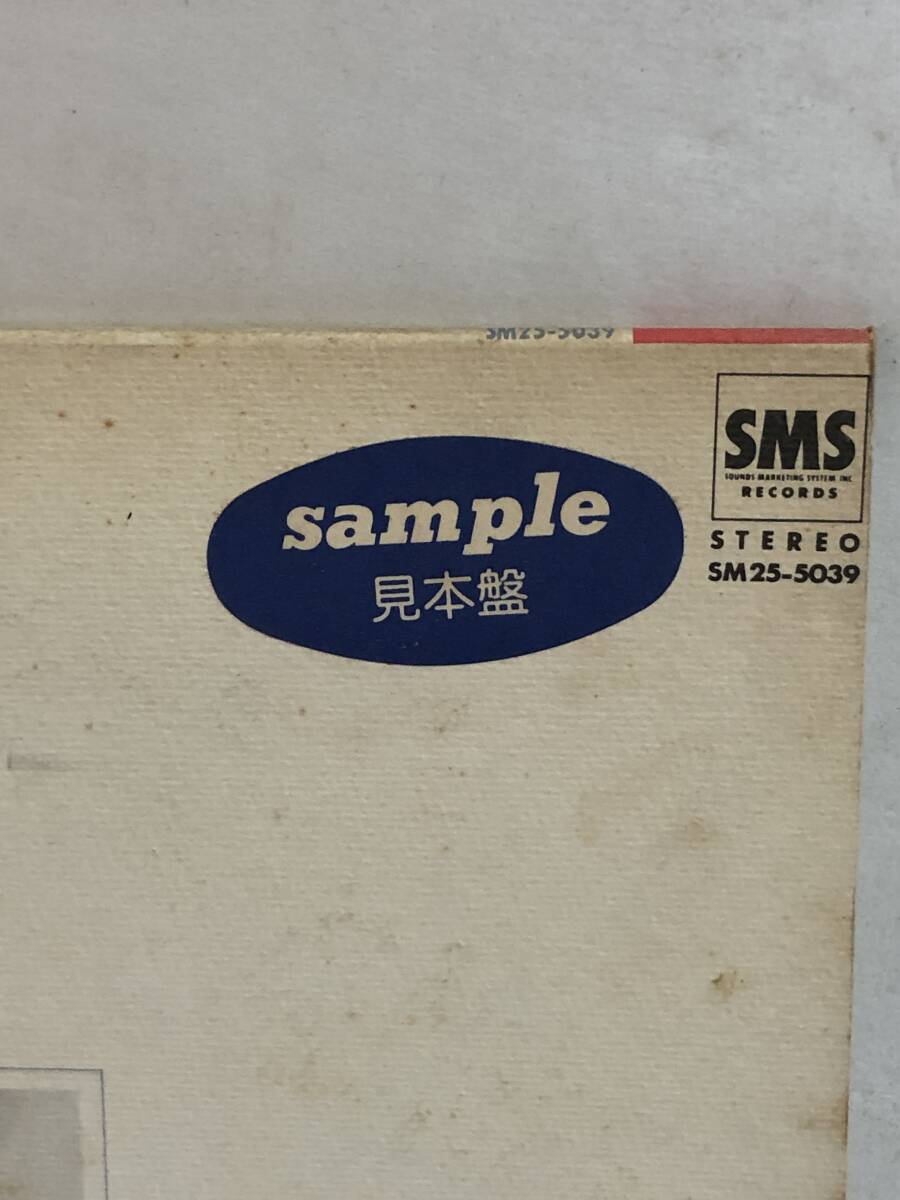 SM25-5039
SMS
SOUNDS MARKETING SYSTEM INC
RECORDS
STEREO
SM25-5039
sample
見本盤